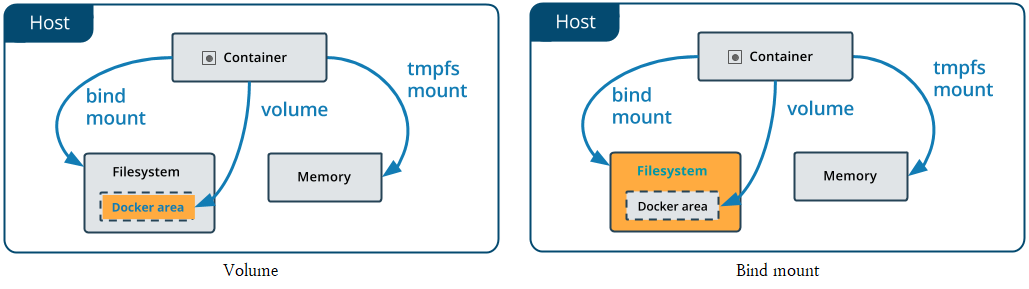 Host
Container
bind
mount
volume
tmpfs
mount
Filesystem
Docker area
Memory
Volume
Host
Container
bind
mount
volume
tmpfs
mount
Filesystem
Docker area
Memory
Bind mount